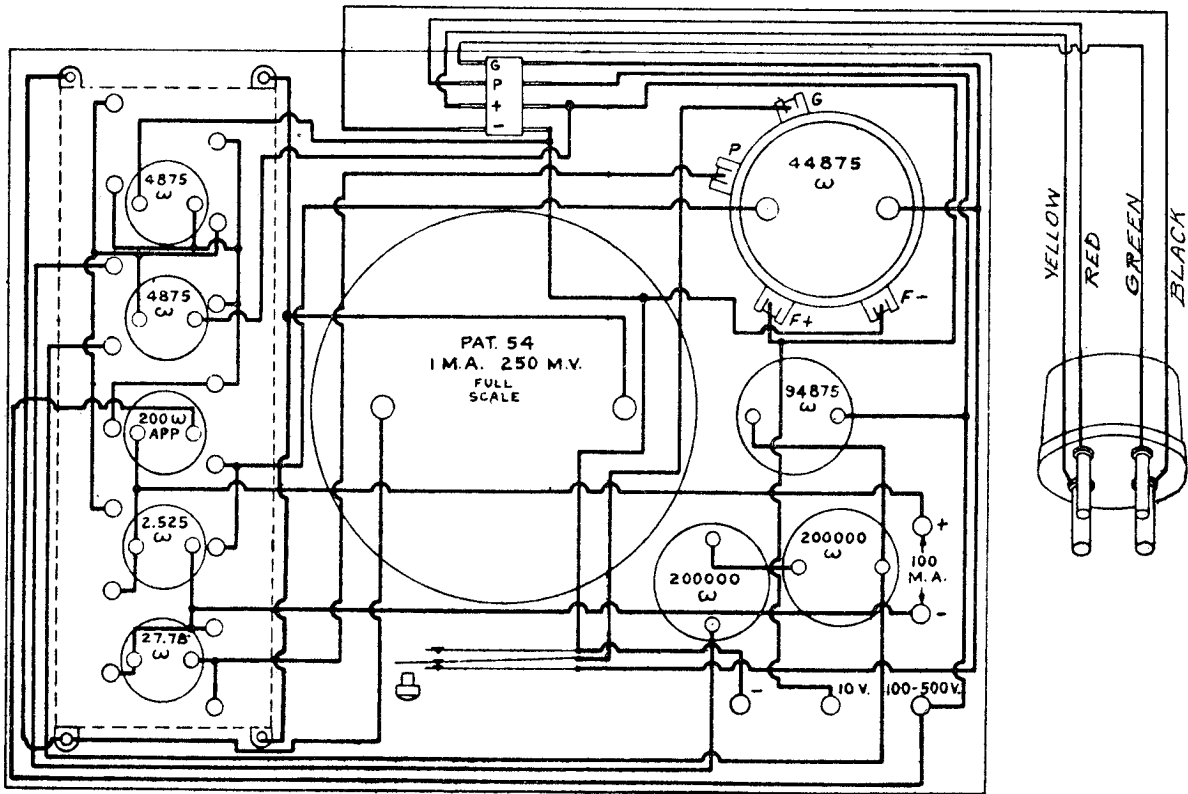 G
P
+
-
G
P
44875
ω
F+
F-
4875
ω
4875
ω
200 ω
APP
2.525
ω
27.78
ω
PAT. 54
1 M.A. 250 M.V.
FULL
SCALE
94875
ω
200000
ω
200000
ω
+
100
M.A.
-
-
10 V.
100-500V.
YELLOW
RED
GREEN
BLACK